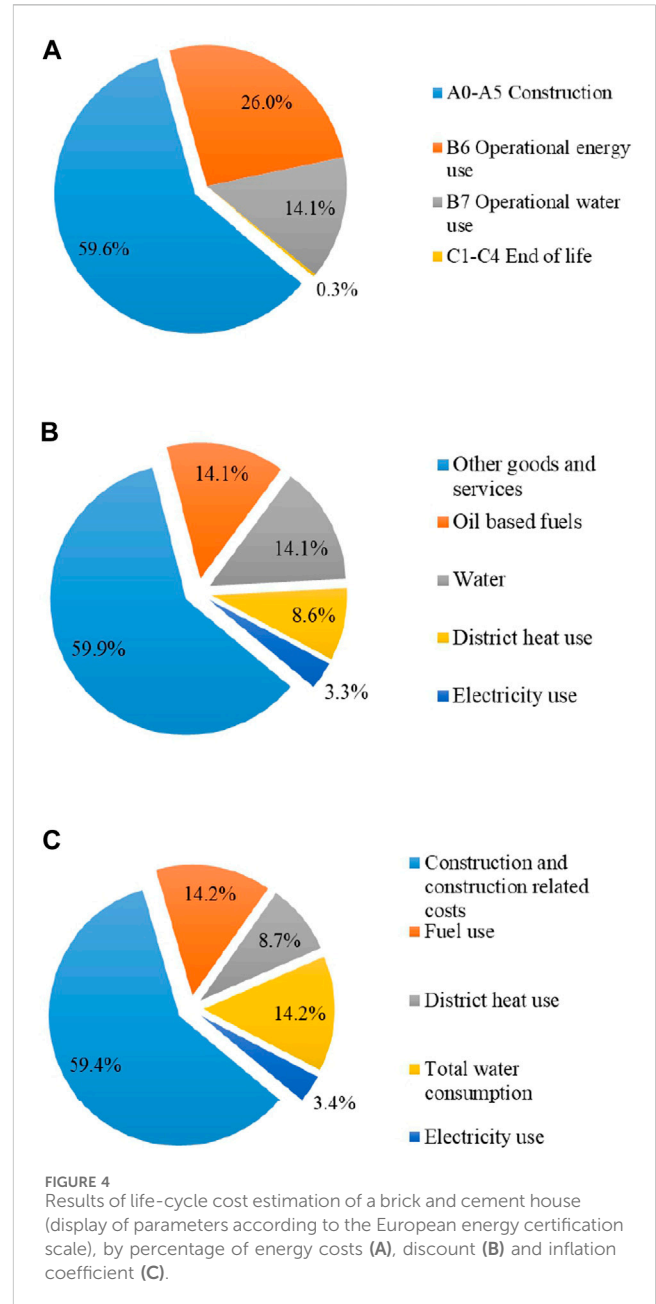 A
26.0%
14.1%
59.6%
0.3%
A0-A5 Construction
B6 Operational energy
use
B7 Operational water
use
C1-C4 End of life
B
14.1%
14.1%
8.6%
59.9%
3.3%
Other goods and
services
Oil based fuels
Water
District heat use
Electricity use
C
14.2%
8.7%
14.2%
59.4%
3.4%
Construction and
construction related
costs
Fuel use
District heat use
Total water
consumption
Electricity use
FIGURE 4
Results of life-cycle cost estimation of a brick and cement house
(display of parameters according to the European energy certification
scale), by percentage of energy costs (A), discount (B) and inflation
coefficient (C).